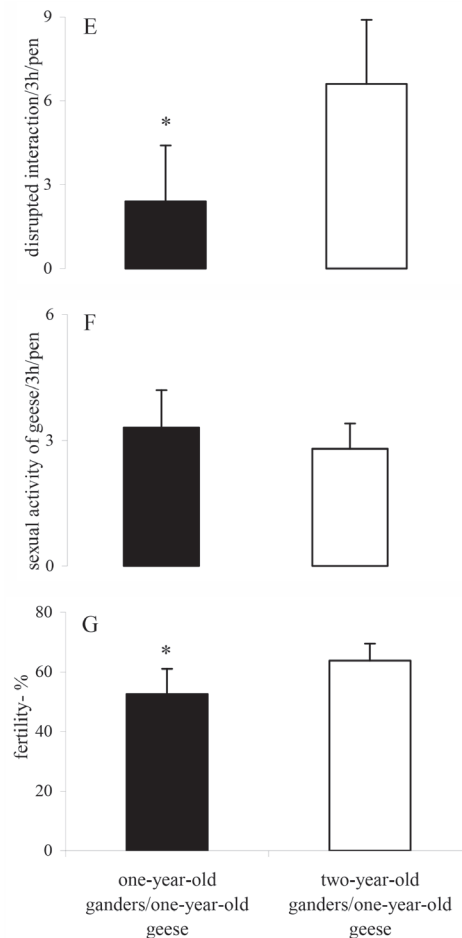 E
disrupted interaction/3h/pen
9
6
3
0
*
F
sexual activity of geese/3h/pen
6
3
0
G
fertility- %
80
60
40
20
0
*
one-year-old
ganders/one-year-old
geese
two-year-old
ganders/one-year-old
geese